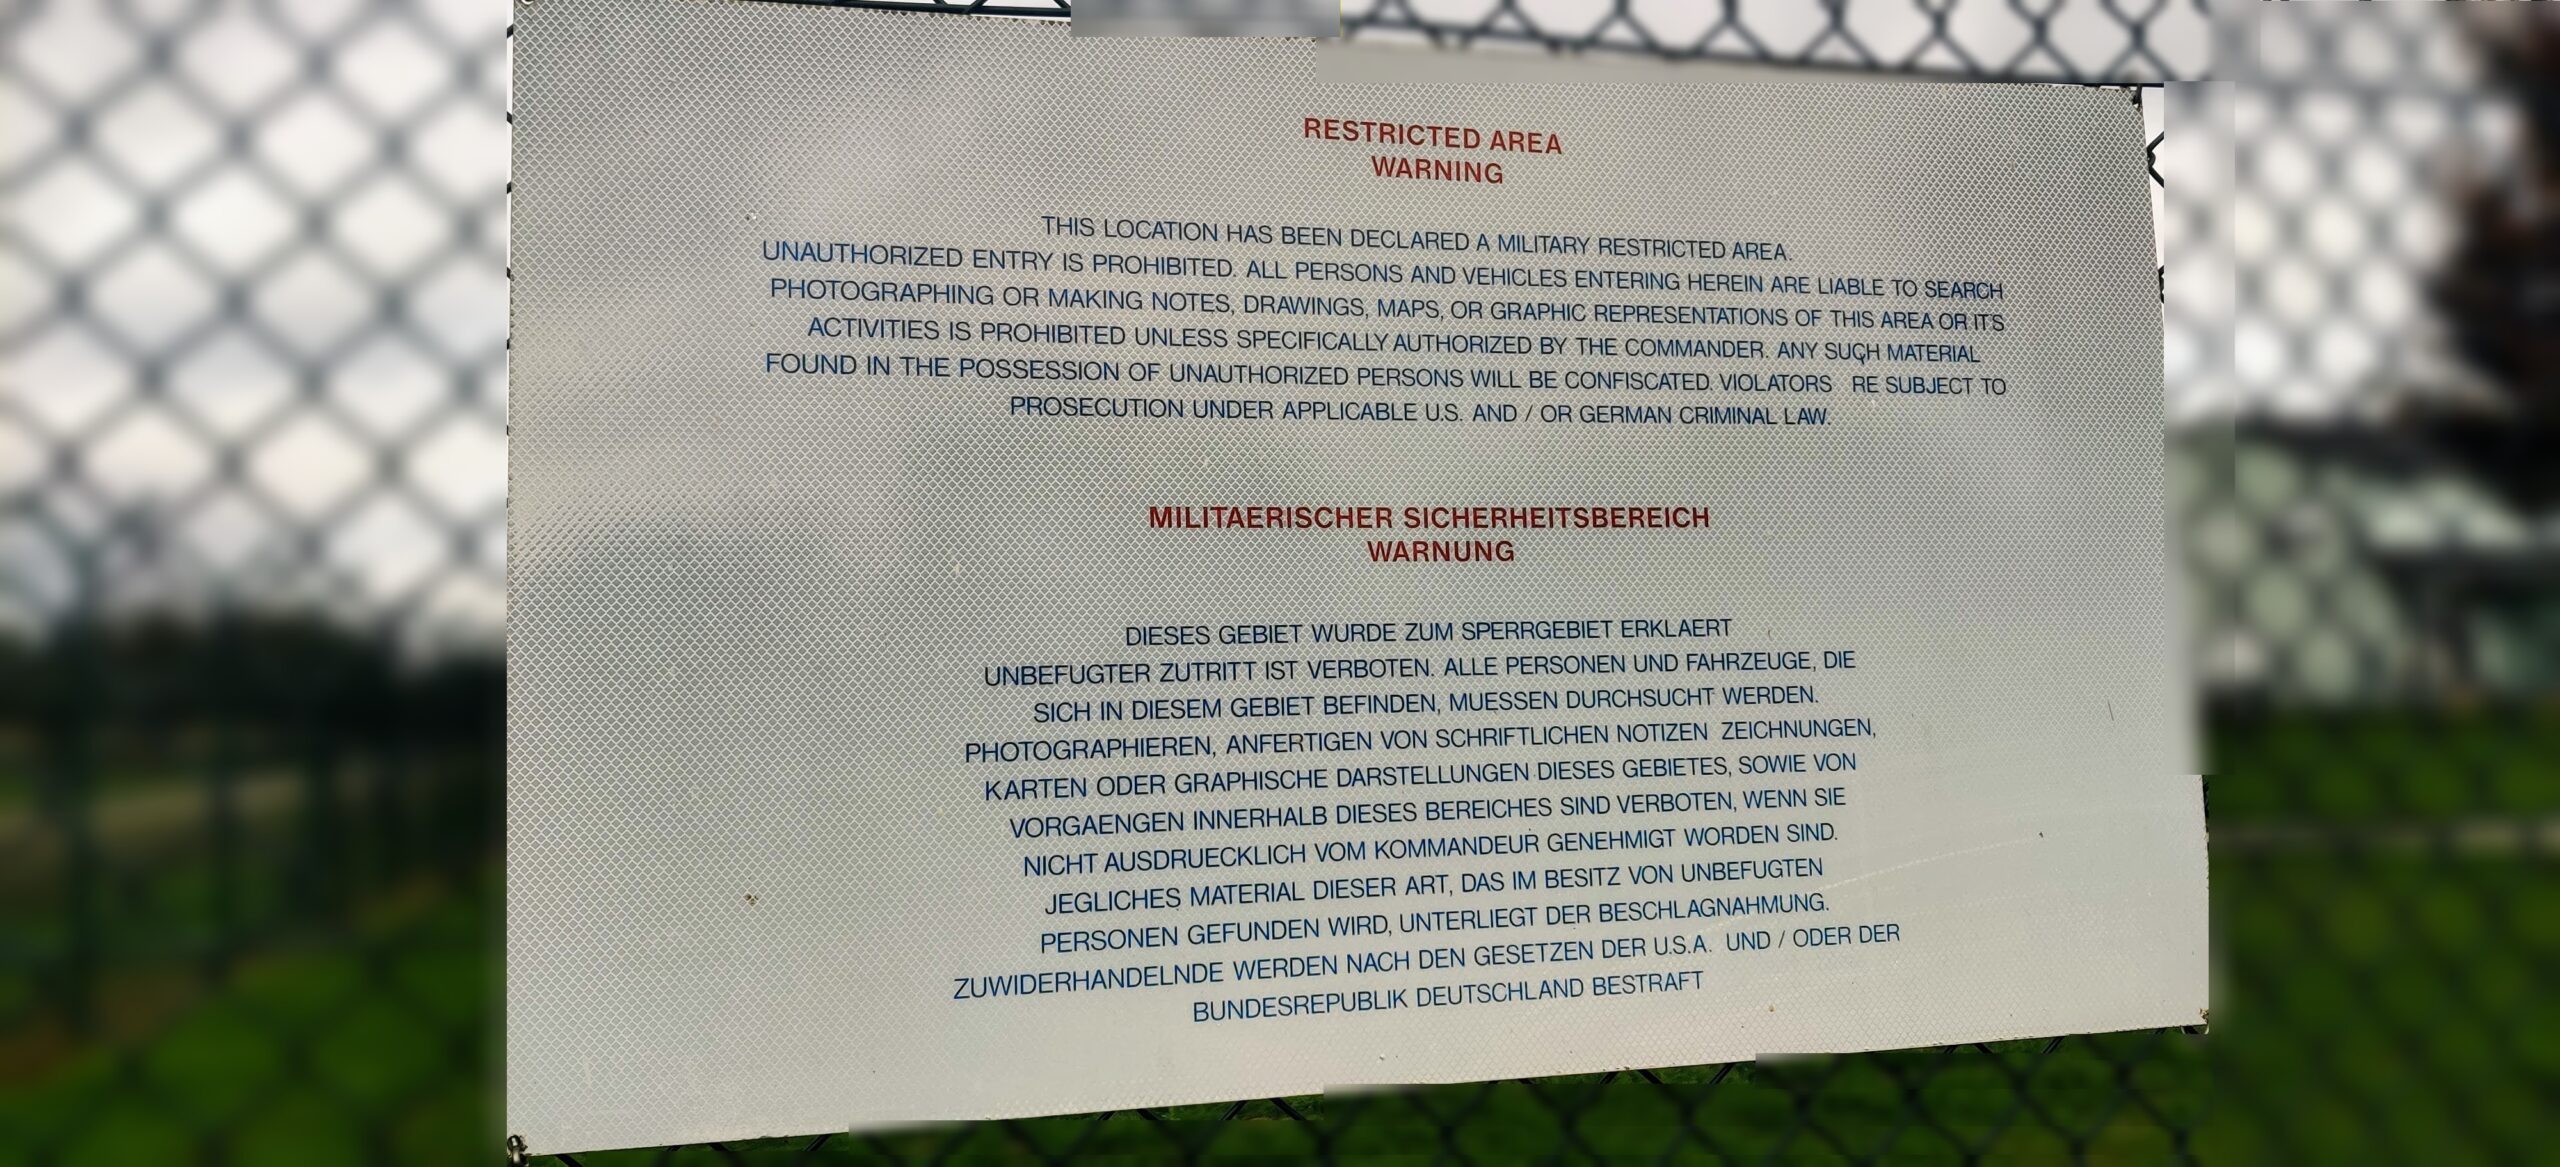 RESTRICTED AREA
WARNING
THIS LOCATION HAS BEEN DECLARED A MILITARY RESTRICTED AREA.
UNAUTHORIZED ENTRY IS PROHIBITED. ALL PERSONS AND VEHICLES ENTERING HEREIN ARE LIABLE TO SEARCH
PHOTOGRAPHING OR MAKING NOTES, DRAWINGS, MAPS, OR GRAPHIC REPRESENTATIONS OF THIS AREA OR ITS
ACTIVITIES IS PROHIBITED UNLESS SPECIFICALLY AUTHORIZED BY THE COMMANDER. ANY SUCH MATERIAL
FOUND IN THE POSSESSION OF UNAUTHORIZED PERSONS WILL BE CONFISCATED. VIOLATORS RE SUBJECT TO
PROSECUTION UNDER APPLICABLE U.S. AND / OR GERMAN CRIMINAL LAW.
MILITAERISCHER SICHERHEITSBEREICH
WARNUNG
DIESES GEBIET WURDE ZUM SPERRGEBIET ERKLAERT
UNBEFUGTER ZUTRITT IST VERBOTEN. ALLE PERSONEN UND FAHRZEUGE, DIE
SICH IN DIESEM GEBIET BEFINDEN, MUESSEN DURCHSUCHT WERDEN.
PHOTOGRAPHIEREN, ANFERTIGEN VON SCHRIFTLICHEN NOTIZEN ZEICHNUNGEN,
KARTEN ODER GRAPHISCHE DARSTELLUNGEN DIESES GEBIETES, SOWIE VON
VORGAENGEN INNERHALB DIESES BEREICHES SIND VERBOTEN, WENN SIE
NICHT AUSDRUECKLICH VOM KOMMANDEUR GENEHMIGT WORDEN SIND.
JEGLICHES MATERIAL DIESER ART, DAS IM BESITZ VON UNBEFUGTEN
PERSONEN GEFUNDEN WIRD, UNTERLIEGT DER BESCHLAGNAHMUNG.
ZUWIDERHANDELNDE WERDEN NACH DEN GESETZEN DER U.S.A. UND / ODER DER
BUNDESREPUBLIK DEUTSCHLAND BESTRAFT